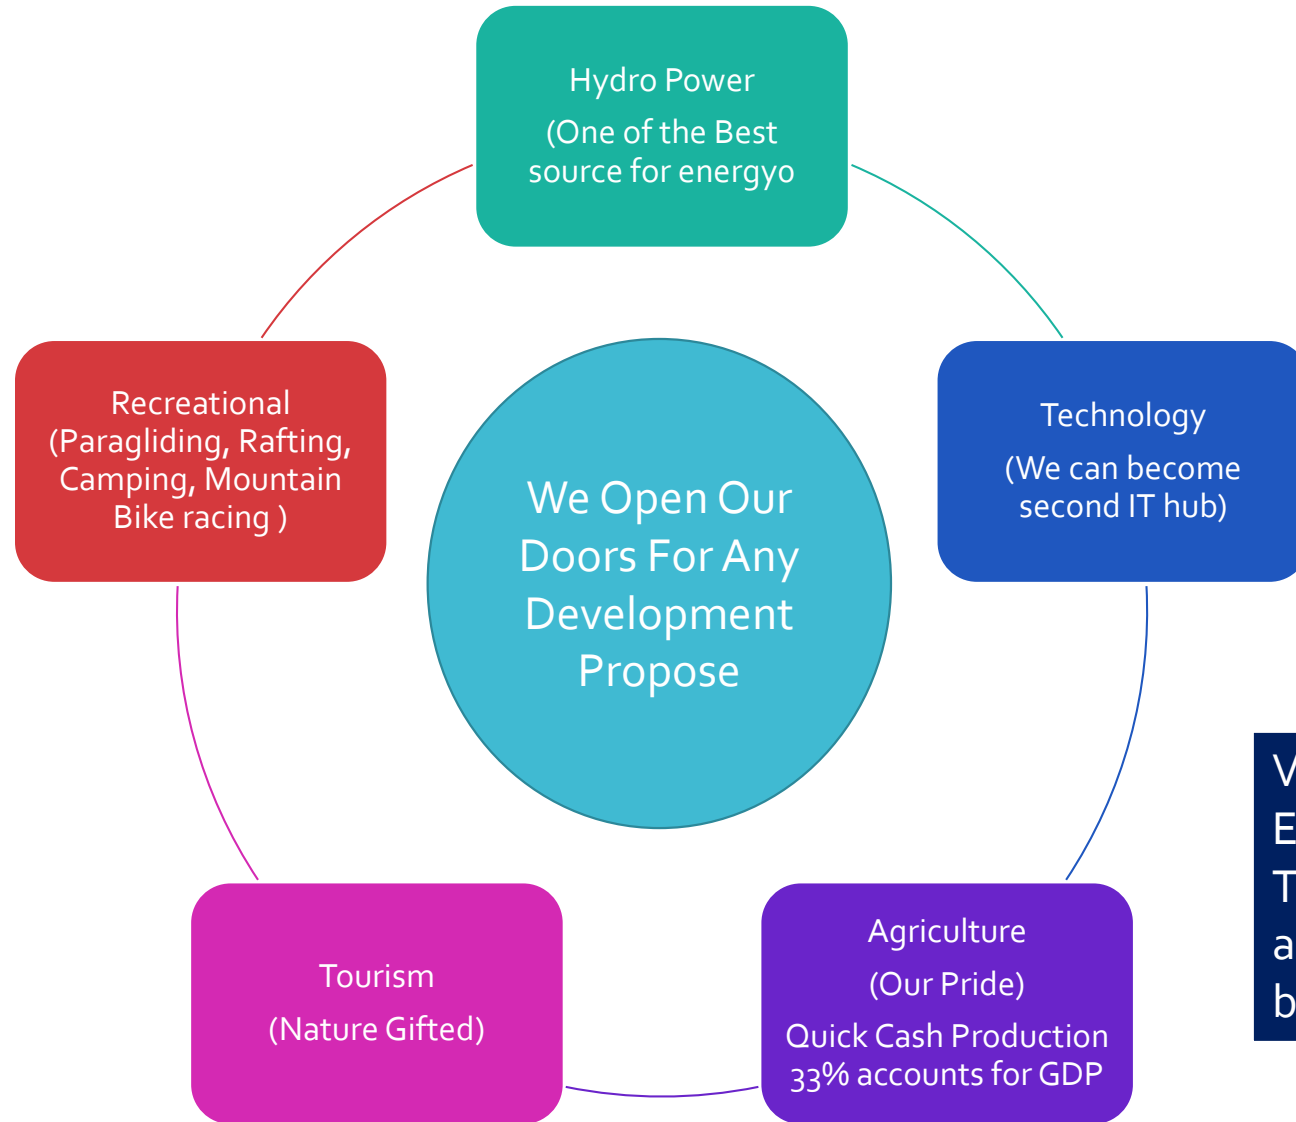 Hydro Power
(One of the Best
source for energyo
Technology
(We can become
second IT hub)
Agriculture
(Our Pride)
Quick Cash Production
33% accounts for GDP
Tourism
(Nature Gifted)
Recreational
(Paragliding, Rafting,
Camping, Mountain
Bike racing )
We Open Our
Doors For Any
Development
Propose